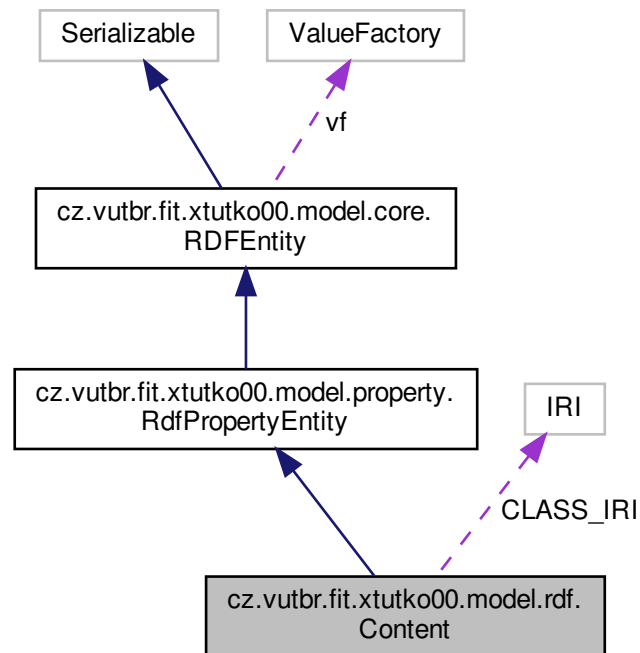 Serializable
ValueFactory
vf
cz.vutbr.fit.xtutko00.model.core.
RDFEntity
cz.vutbr.fit.xtutko00.model.property.
RdfPropertyEntity
IRI
CLASS_IRI
cz.vutbr.fit.xtutko00.model.rdf.
Content